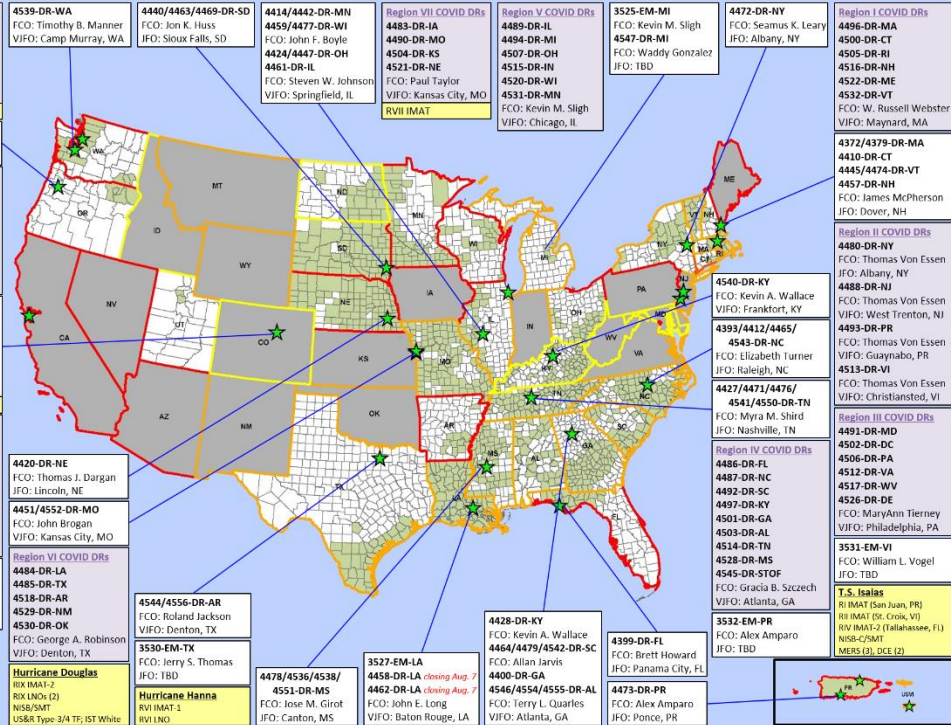 4539-DR-WA
FCO: Timothy B. Manner
VJFO: Camp Murray, WA
4440/4463/4469-DR-SD
FCO: Jon K. Huss
JFO: Sioux Falls, SD
4414/4442-DR-MN
4459/4477-DR-WI
FCO: John F. Boyle
4424/4447-DR-OH
4461-DR-IL
FCO: Steven W. Johnson
VJFO: Springfield, IL
Region VII COVID DRs
4483-DR-IA
4490-DR-MO
4504-DR-KS
4521-DR-NE
FCO: Paul Taylor
VJFO: Kansas City, MO
RVII IMAT
Region V COVID DRs
4489-DR-IL
4494-DR-MI
4507-DR-OH
4515-DR-IN
4520-DR-WI
4531-DR-MN
FCO: Kevin M. Sligh
VJFO: Chicago, IL
3525-EM-MI
FCO: Kevin M. Sligh
4547-DR-MI
FCO: Waddy Gonzalez
JFO: TBD
4472-DR-NY
FCO: Seamus K. Leary
JFO: Albany, NY
Region I COVID DRs
4496-DR-MA
4500-DR-CT
4505-DR-RI
4516-DR-NH
4522-DR-ME
4532-DR-VT
FCO: W. Russell Webster
VJFO: Maynard, MA
4372/4379-DR-MA
4410-DR-CT
4445/4474-DR-VT
4457-DR-NH
FCO: James McPherson
JFO: Dover, NH
Region II COVID DRs
4480-DR-NY
FCO: Thomas Von Essen
JFO: Albany, NY
4488-DR-NJ
FCO: Thomas Von Essen
VJFO: West Trenton, NJ
4493-DR-PR
FCO: Thomas Von Essen
VJFO: Guaynabo, PR
4513-DR-VI
FCO: Thomas Von Essen
VJFO: Christiansted, VI
Region III COVID DRs
4491-DR-MD
4502-DR-DC
4506-DR-PA
4512-DR-VA
4517-DR-WV
4526-DR-DE
FCO: MaryAnn Tierney
VJFO: Philadelphia, PA
3531-EM-VI
FCO: William L. Vogel
JFO: TBD
3532-EM-PR
FCO: Alex Amparo
JFO: TBD
T.S. Isaias
RI IMAT (San Juan, PR)
RII IMAT (St. Croix, VI)
RIV IMAT-2 (Tallahassee, FL)
NISB-C/SMT
MERS (3), DCE (2)
4540-DR-KY
FCO: Kevin A. Wallace
VJFO: Frankfort, KY
4393/4412/4465/
4543-DR-NC
FCO: Elizabeth Turner
JFO: Raleigh, NC
4427/4471/4476/
4541/4550-DR-TN
FCO: Myra M. Shird
JFO: Nashville, TN
Region IV COVID DRs
4486-DR-FL
4487-DR-NC
4492-DR-SC
4497-DR-KY
4501-DR-GA
4503-DR-AL
4514-DR-TN
4528-DR-MS
4545-DR-STOF
FCO: Gracia B. Szczech
VJFO: Atlanta, GA
WA
OR
MT
ID
WY
ND
SD
NE
MN
WI
MI
IA
IL
IN
OH
PA
NY
VT
NH
ME
MA
CT
RI
NJ
MD
WV
VA
KY
NC
SC
TN
GA
AL
MS
FL
LA
AR
MO
KS
OK
TX
CO
NM
UT
AZ
NV
CA
4420-DR-NE
FCO: Thomas J. Dargan
JFO: Lincoln, NE
4451/4552-DR-MO
FCO: John Brogan
JFO: Kansas City, MO
Region VI COVID DRs
4484-DR-LA
4485-DR-TX
4518-DR-AR
4529-DR-NM
4530-DR-OK
FCO: George A. Robinson
VJFO: Denton, TX
Hurricane Douglas
RIX IMAT-2
RIX LNOs (2)
NISB/SMT
US&R Type-3/4 TF; IST White
4544/4556-DR-AR
FCO: Roland Jackson
VJFO: Denton, TX
3530-EM-TX
FCO: Jerry S. Thomas
JFO: TBD
Hurricane Hanna
RVI IMAT-1
RVI LNO
4478/4536/4538/
4551-DR-MS
FCO: Jose M. Girot
JFO: Canton, MS
3527-EM-LA
4458-DR-LA closing Aug. 7
4462-DR-LA closing Aug. 7
FCO: John E. Long
JFO: Baton Rouge, LA
4428-DR-KY
FCO: Kevin A. Wallace
4464/4479/4542-DR-SC
FCO: Allan Jarvis
4400-DR-GA
4546/4554/4555-DR-AL
FCO: Terry L. Quarles
VJFO: Atlanta, GA
4399-DR-FL
FCO: Brett Howard
JFO: Panama City, FL
4473-DR-PR
FCO: Alex Amparo
JFO: Ponce, PR
PR
USVI